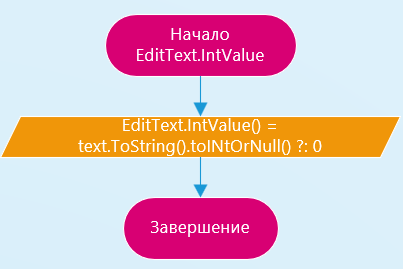 Начало
EditText.IntValue
EditText.IntValue() =
text.ToString().toINtOrNull() ?: 0
Завершение